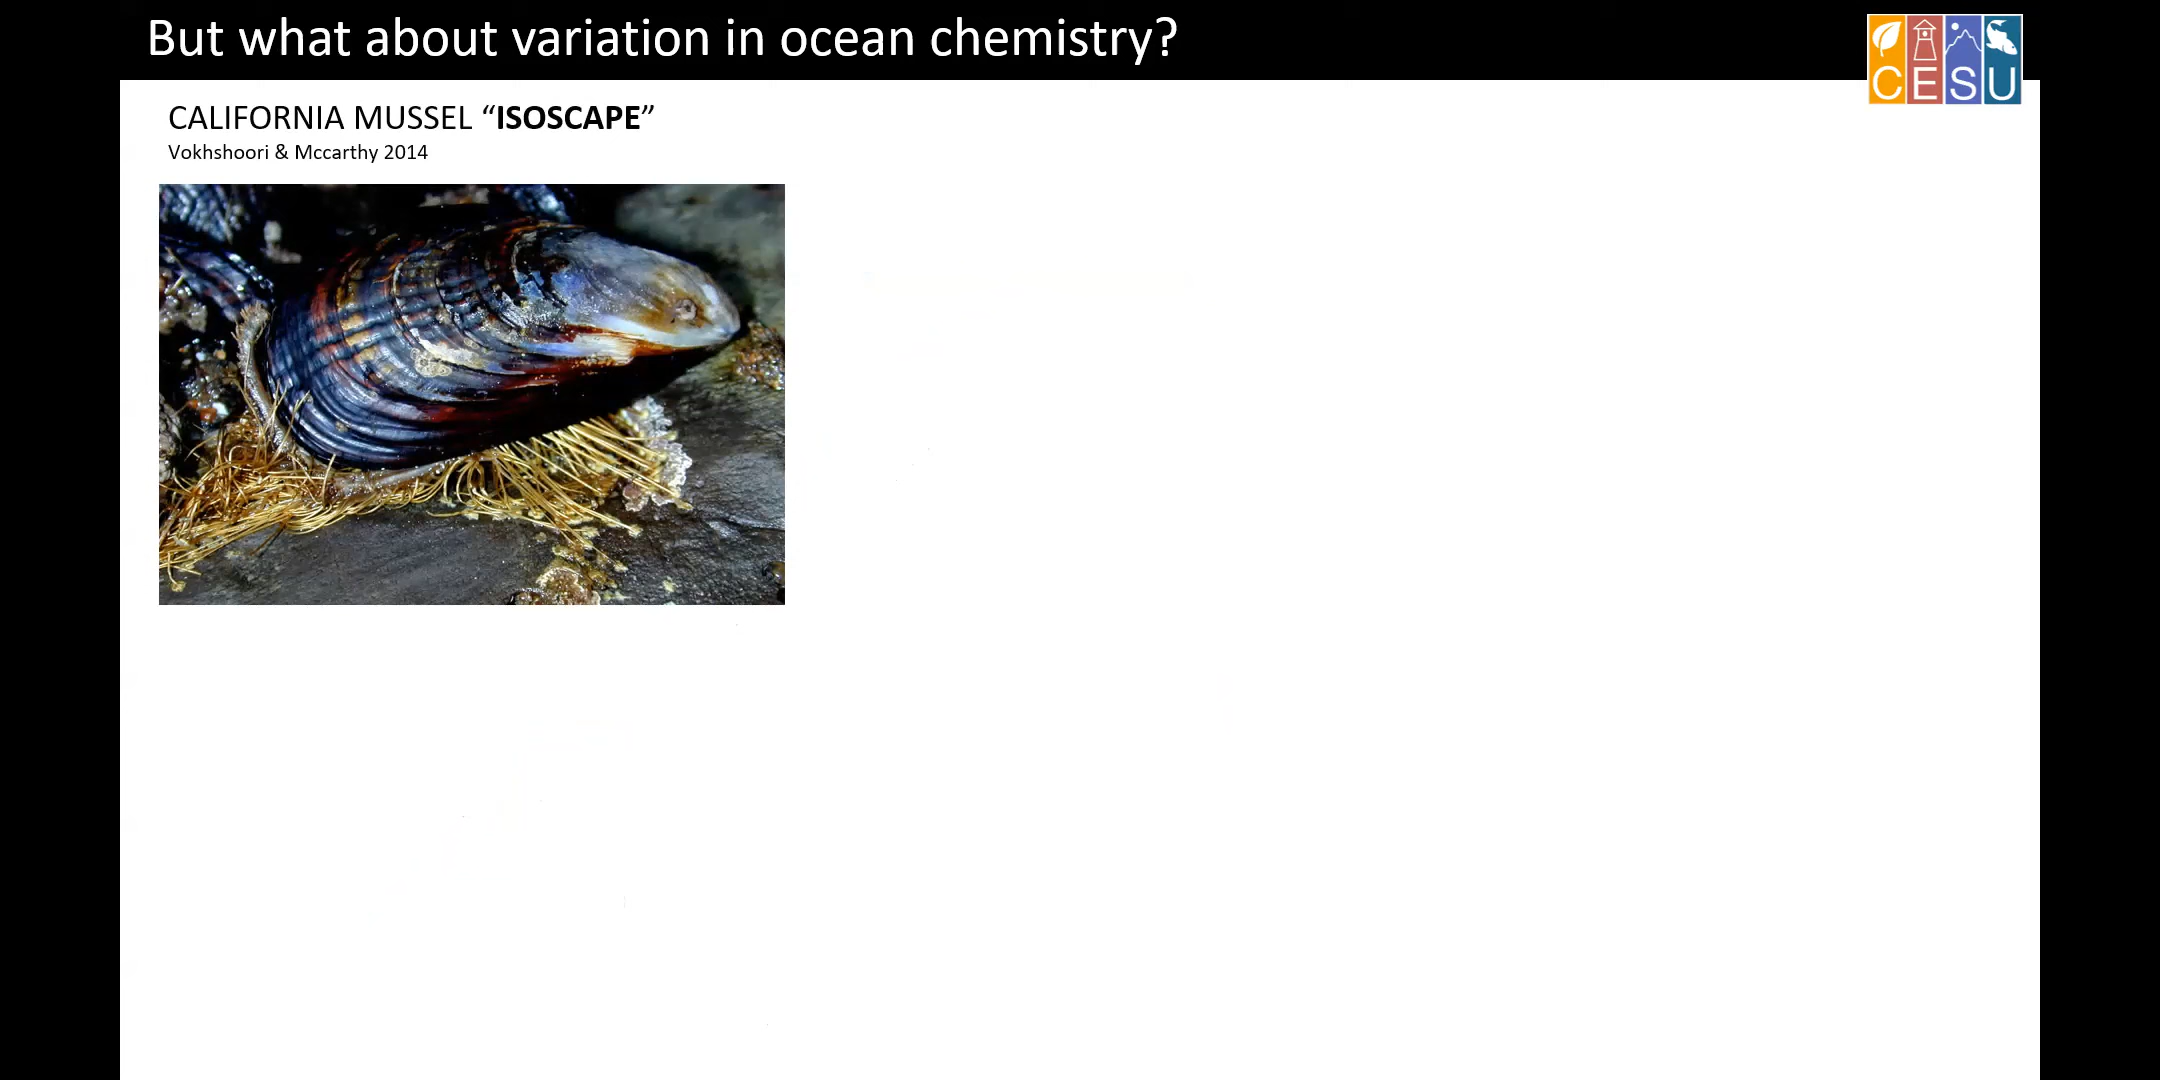 But what about variation in ocean chemistry?
CESU
CALIFORNIA MUSSEL “ISOSCAPE”
Vokhshoori & Mccarthy 2014